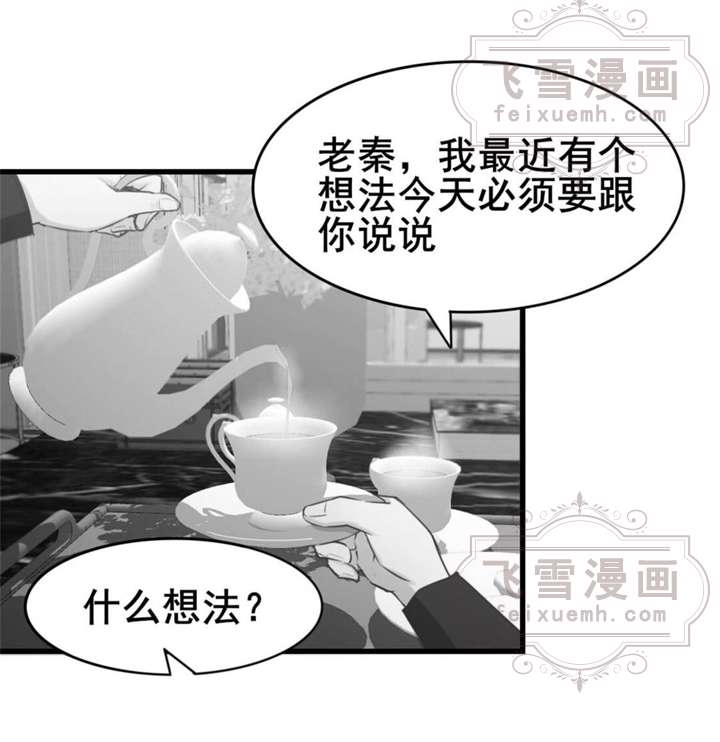 飞雪漫画
feixuemh.com
老秦，我最近有个
想法今天必须要跟
你说说
飞雪漫画
feixuemh.com
什么想法？